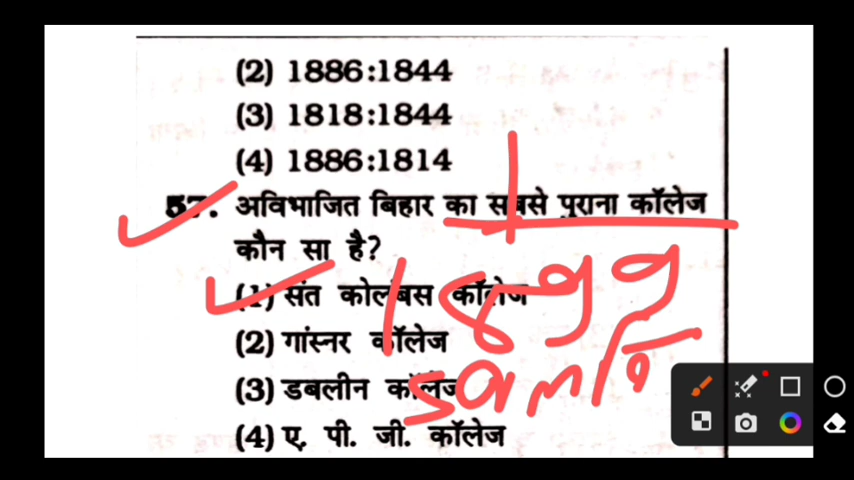 (2) 1886:1844
(3) 1818:1844
(4) 1886:1814
57. अविभाजित बिहार का सबसे पुराना कॉलेज
कौन सा है?
(1) संत कोलंबस कॉलेज
1899
(2) गांस्नर कॉलेज
(3) डबलीन कॉलेज
(4) ए. पी. जी. कॉलेज